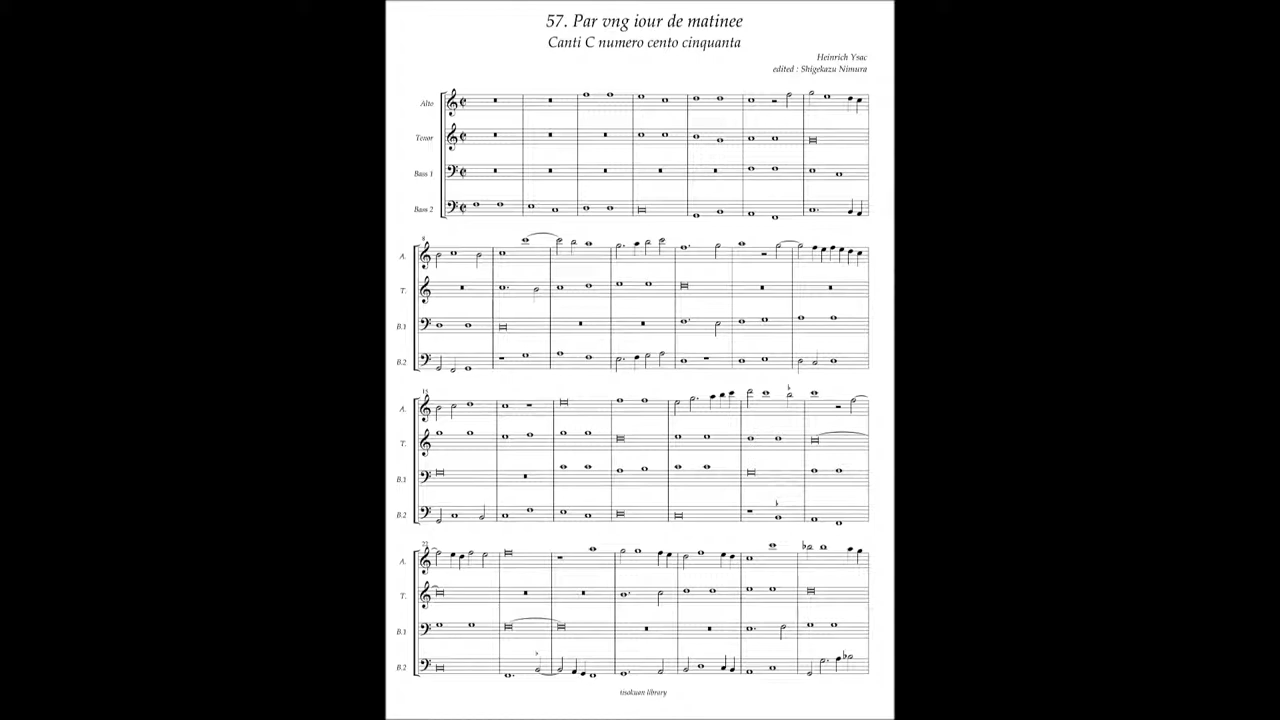 57. Par vng iour de matinee
Canti C numero cento cinquanta
Heinrich Ysac
edited : Shigekazu Nimura
Alto
Tenor
Bass 1
Bass 2
8
A.
T.
B.1
B.2
15
A.
T.
B.1
B.2
22
A.
T.
B.1
B.2
tisokuen library